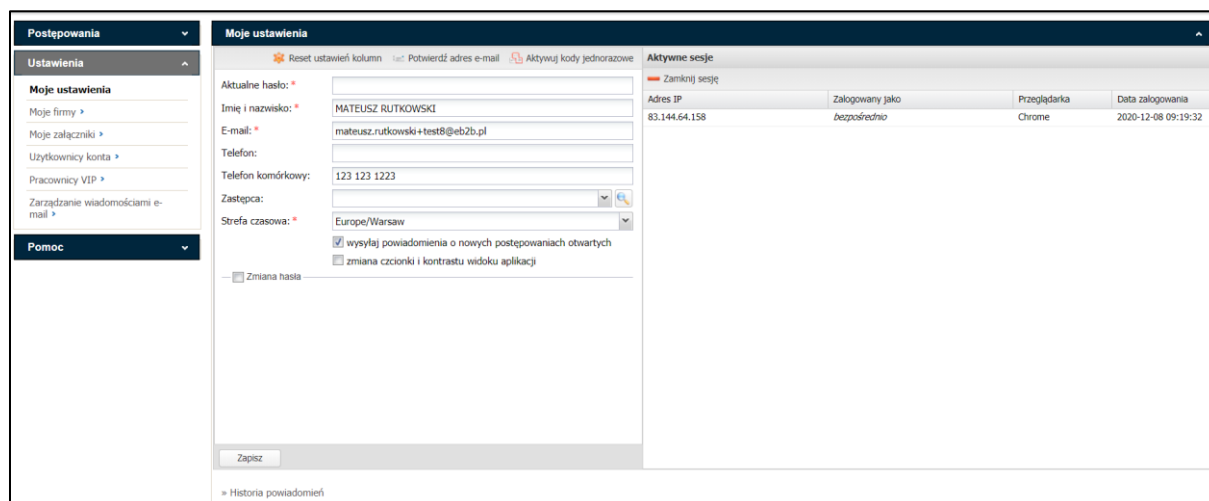 Postępowania
Ustawienia
Moje ustawienia
Moje firmy
Moje załączniki
Użytkownicy konta
Pracownicy VIP
Zarządzanie wiadomościami e-
mail
Pomoc
Moje ustawienia
Reset ustawień kolumn Potwierdź adres e-mail Aktywuj kody jednorazowe
Aktualne hasło: *
Imię i nazwisko: * MATEUSZ RUTKOWSKI
E-mail: * mateusz.rutkowski+test8@eb2b.pl
Telefon:
Telefon komórkowy: 123 123 1223
Zastępca:
Strefa czasowa: * Europe/Warsaw
wysyłaj powiadomienia o nowych postępowaniach otwartych
zmiana czcionki i kontrastu widoku aplikacji
Zmiana hasła
Zapisz
» Historia powiadomień
Aktywne sesje
Zamknij sesję
Adres IP Zalogowany jako Przeglądarka Data zalogowania
83.144.64.158 bezpośrednio Chrome 2020-12-08 09:19:32